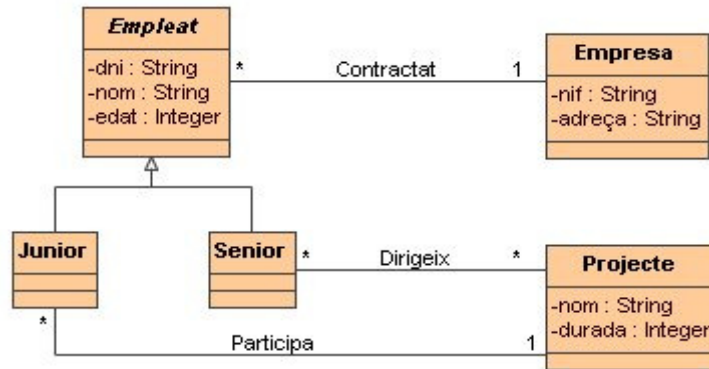 Empleat
-dni : String
-nom : String
-edat : Integer
* Contractat 1
Empresa
-nif : String
-adreça : String
Junior
Senior
* Dirigeix *
Projecte
-nom : String
-durada : Integer
*
Participa 1